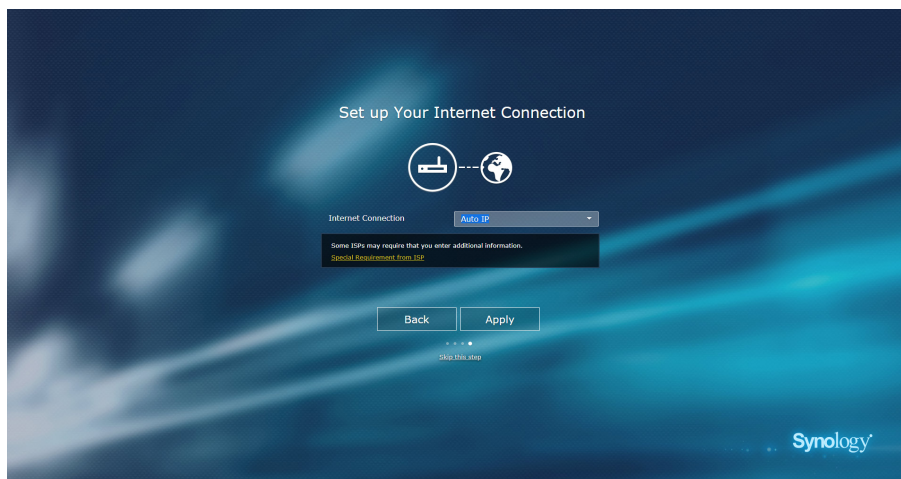 Set up Your Internet Connection
Internet Connection
Auto IP
Some ISPs may require that you enter additional information.
Special Requirement from ISP
Back
Apply
Skip this step
Synology